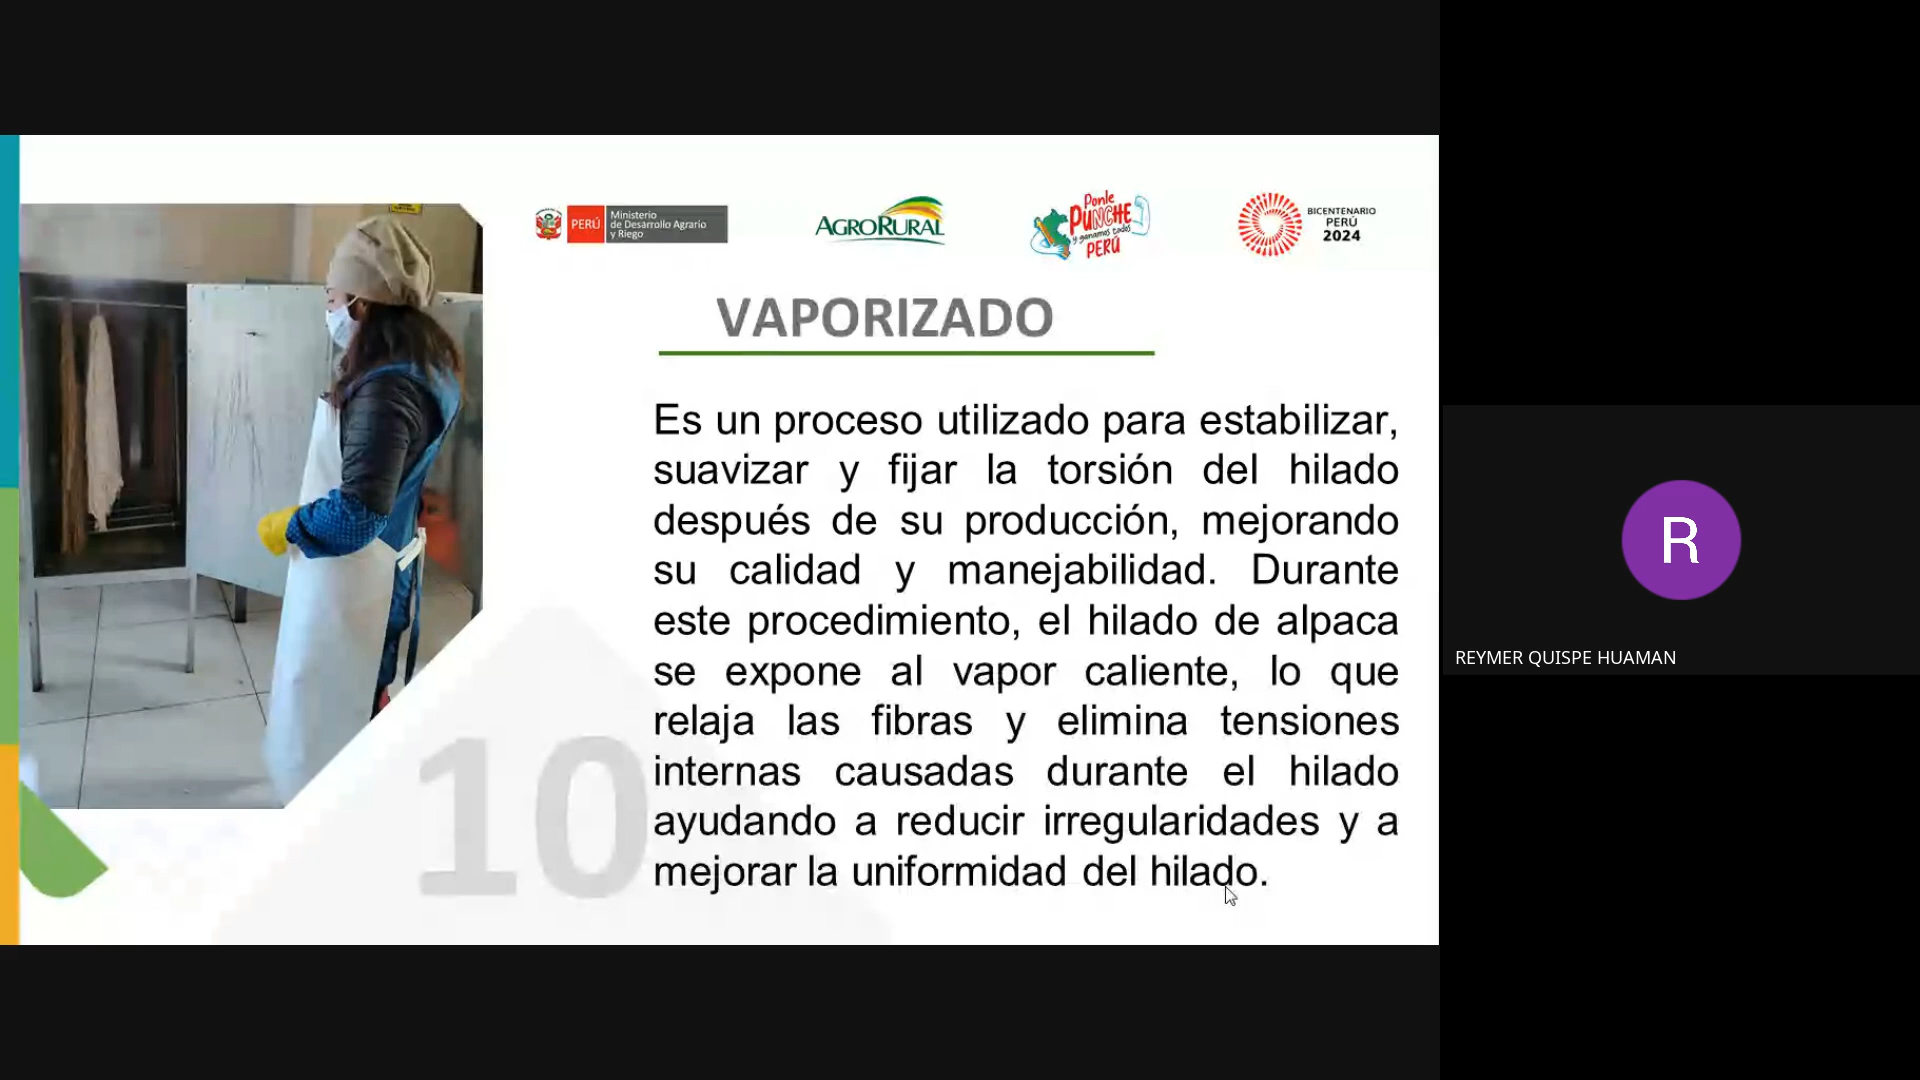 PERÚ
Ministerio
de Desarrollo Agrario
y Riego
AGRORURAL
Ponle
PUNCHE
y ganamos todos
PERÚ
BICENTENARIO
PERÚ
2024
VAPORIZADO
Es un proceso utilizado para estabilizar,
suavizar y fijar la torsión del hilado
después de su producción, mejorando
su calidad y manejabilidad. Durante
este procedimiento, el hilado de alpaca
se expone al vapor caliente, lo que
relaja las fibras y elimina tensiones
internas causadas durante el hilado
ayudando a reducir irregularidades y a
mejorar la uniformidad del hilado.
10
R
REYMER QUISPE HUAMAN